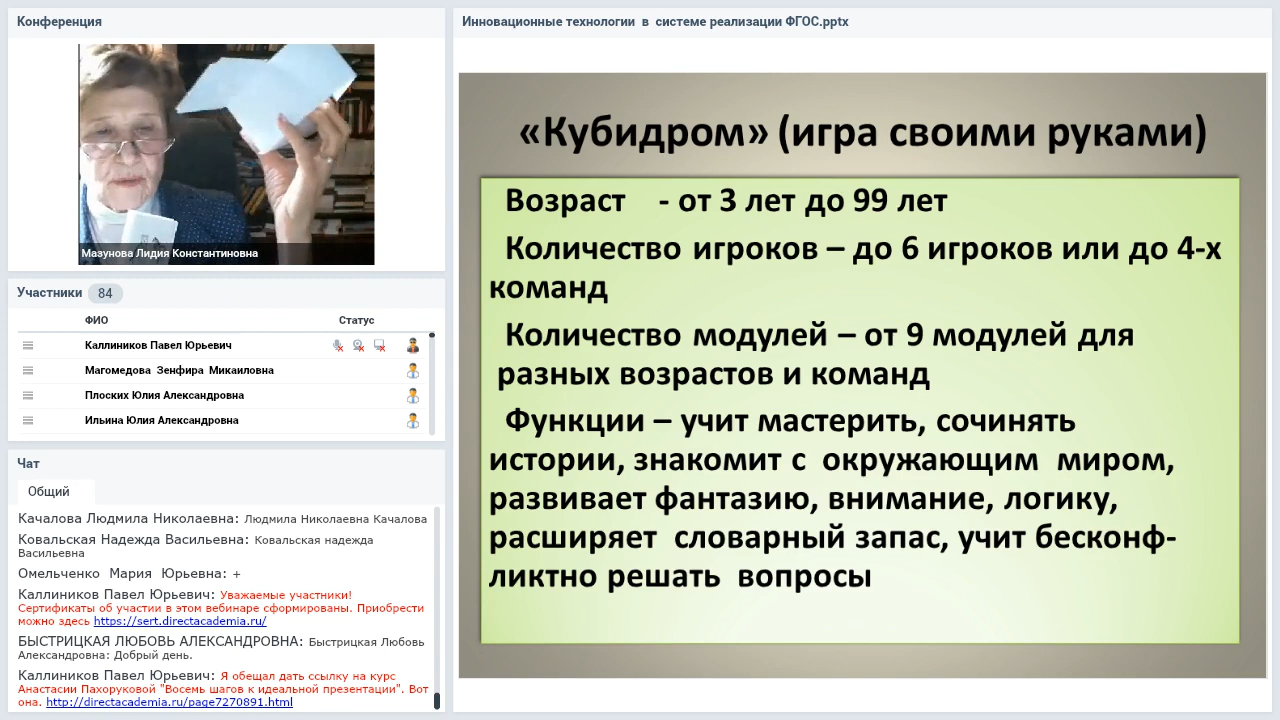 Конференция
Мазунова Лидия Константиновна
Участники 84
ФИО Статус
Каллиников Павел Юрьевич
Магомедова Зенфира Микаиловна
Плоских Юлия Александровна
Ильина Юлия Александровна
Чат
Общий
Качалова Людмила Николаевна: Людмила Николаевна Качалова
Ковальская Надежда Васильевна: Ковальская надежда
Васильевна
Омельченко Мария Юрьевна: +
Каллиников Павел Юрьевич: Уважаемые участники!
Сертификаты об участии в этом вебинаре сформированы. Приобрести
можно здесь https://sert.directacademia.ru/
БЫСТРИЦКАЯ ЛЮБОВЬ АЛЕКСАНДРОВНА: Быстрицкая Любовь
Александровна: Добрый день.
Каллиников Павел Юрьевич: Я обещал дать ссылку на курс
Анастасии Пахоруковой "Восемь шагов к идеальной презентации". Вот
она. http://directacademia.ru/page7270891.html
Инновационные технологии в системе реализации ФГОС.pptx
«Кубидром» (игра своими руками)
Возраст - от 3 лет до 99 лет
Количество игроков – до 6 игроков или до 4-х
команд
Количество модулей – от 9 модулей для
разных возрастов и команд
Функции – учит мастерить, сочинять
истории, знакомит с окружающим миром,
развивает фантазию, внимание, логику,
расширяет словарный запас, учит бесконф-
ликтно решать вопросы